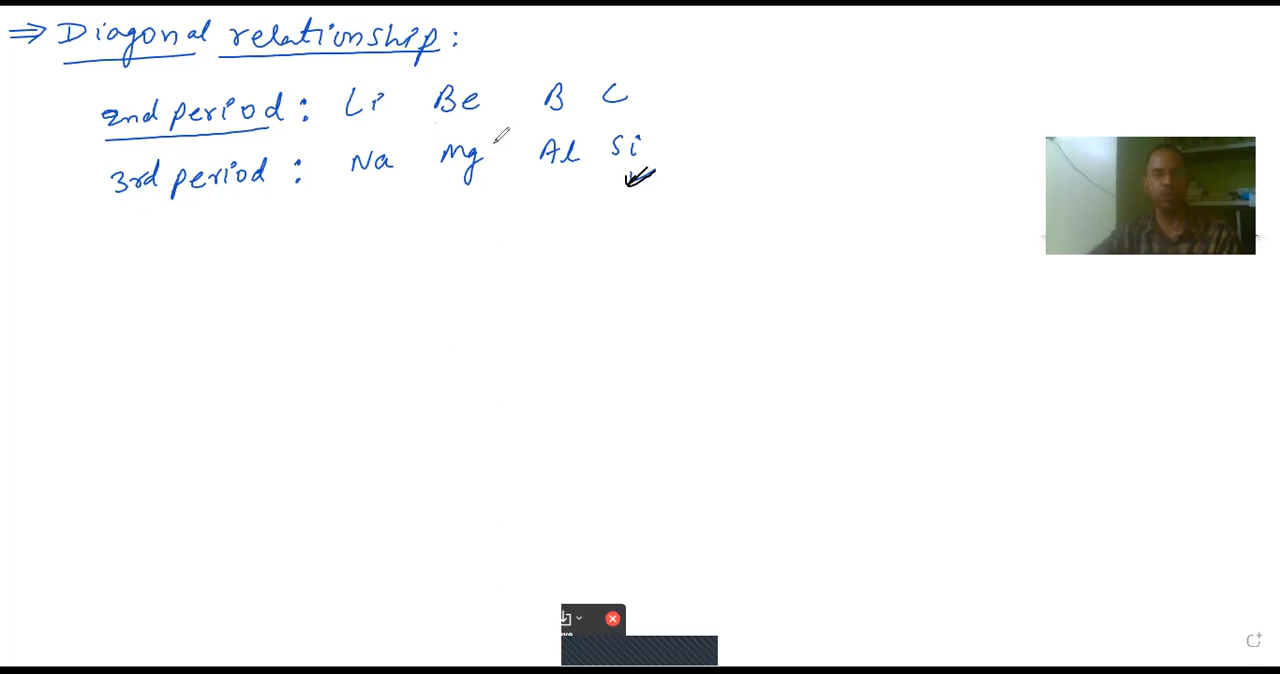 ⇒ Diagonal relationship :
2nd period : Li Be B C
3rd period : Na Mg Al Si